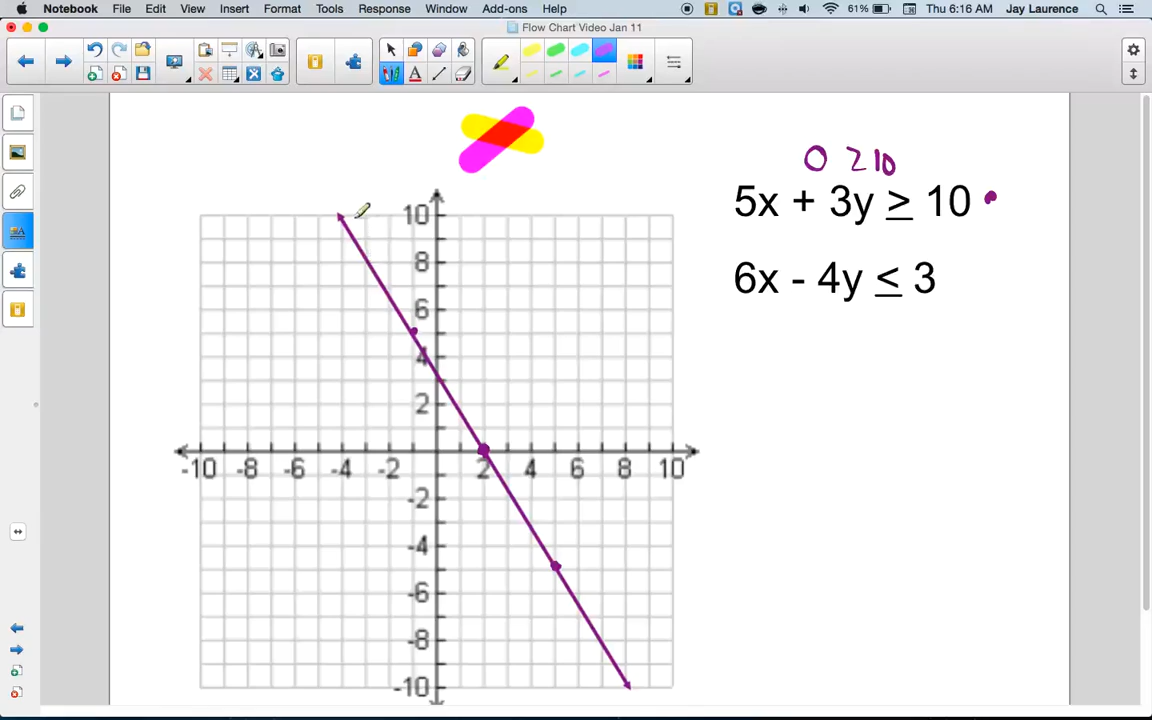 Notebook File Edit View Insert Format Tools Response Window Add-ons Help 61% Thu 6:16 AM Jay Laurence
Flow Chart Video Jan 11
A
0 ≥ 10
5x + 3y ≥ 10
6x - 4y ≤ 3
10
8
6
4
2
-10 -8 -6 -4 -2 2 4 6 8 10
-2
-4
-6
-8
-10